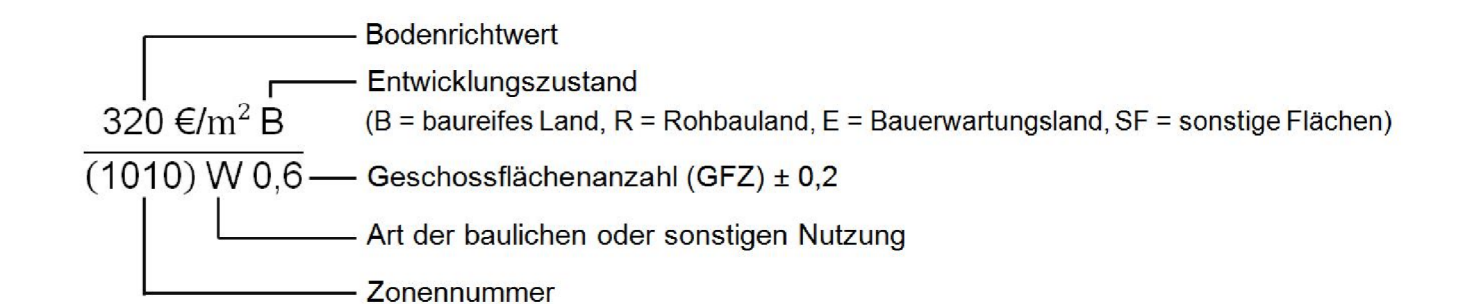 Bodenrichtwert
Entwicklungszustand
320 €/m² B
(B = baureifes Land, R = Rohbauland, E = Bauerwartungsland, SF = sonstige Flächen)
(1010) W 0,6
Geschossflächenanzahl (GFZ) ± 0,2
Art der baulichen oder sonstigen Nutzung
Zonennummer